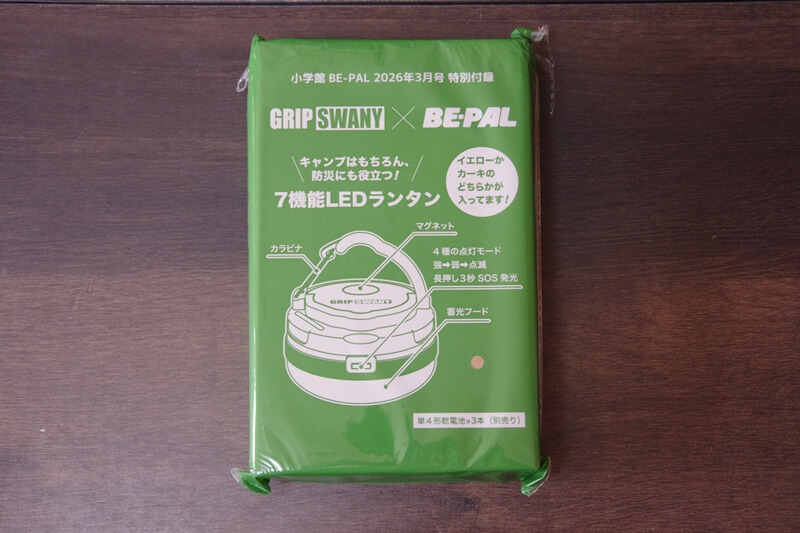 小学館 BE-PAL 2026年3月号 特別付録
GRIP SWANY × BE-PAL
キャンプはもちろん、
防災にも役立つ!
7機能LEDランタン
イエローか
カーキの
どちらかが
入ってます!
マグネット
カラビナ
4種の点灯モード
強➡弱➡点滅
長押し3秒 SOS 発光
GRIP SWANY
蓄光フード
単4形乾電池×3本(別売り)